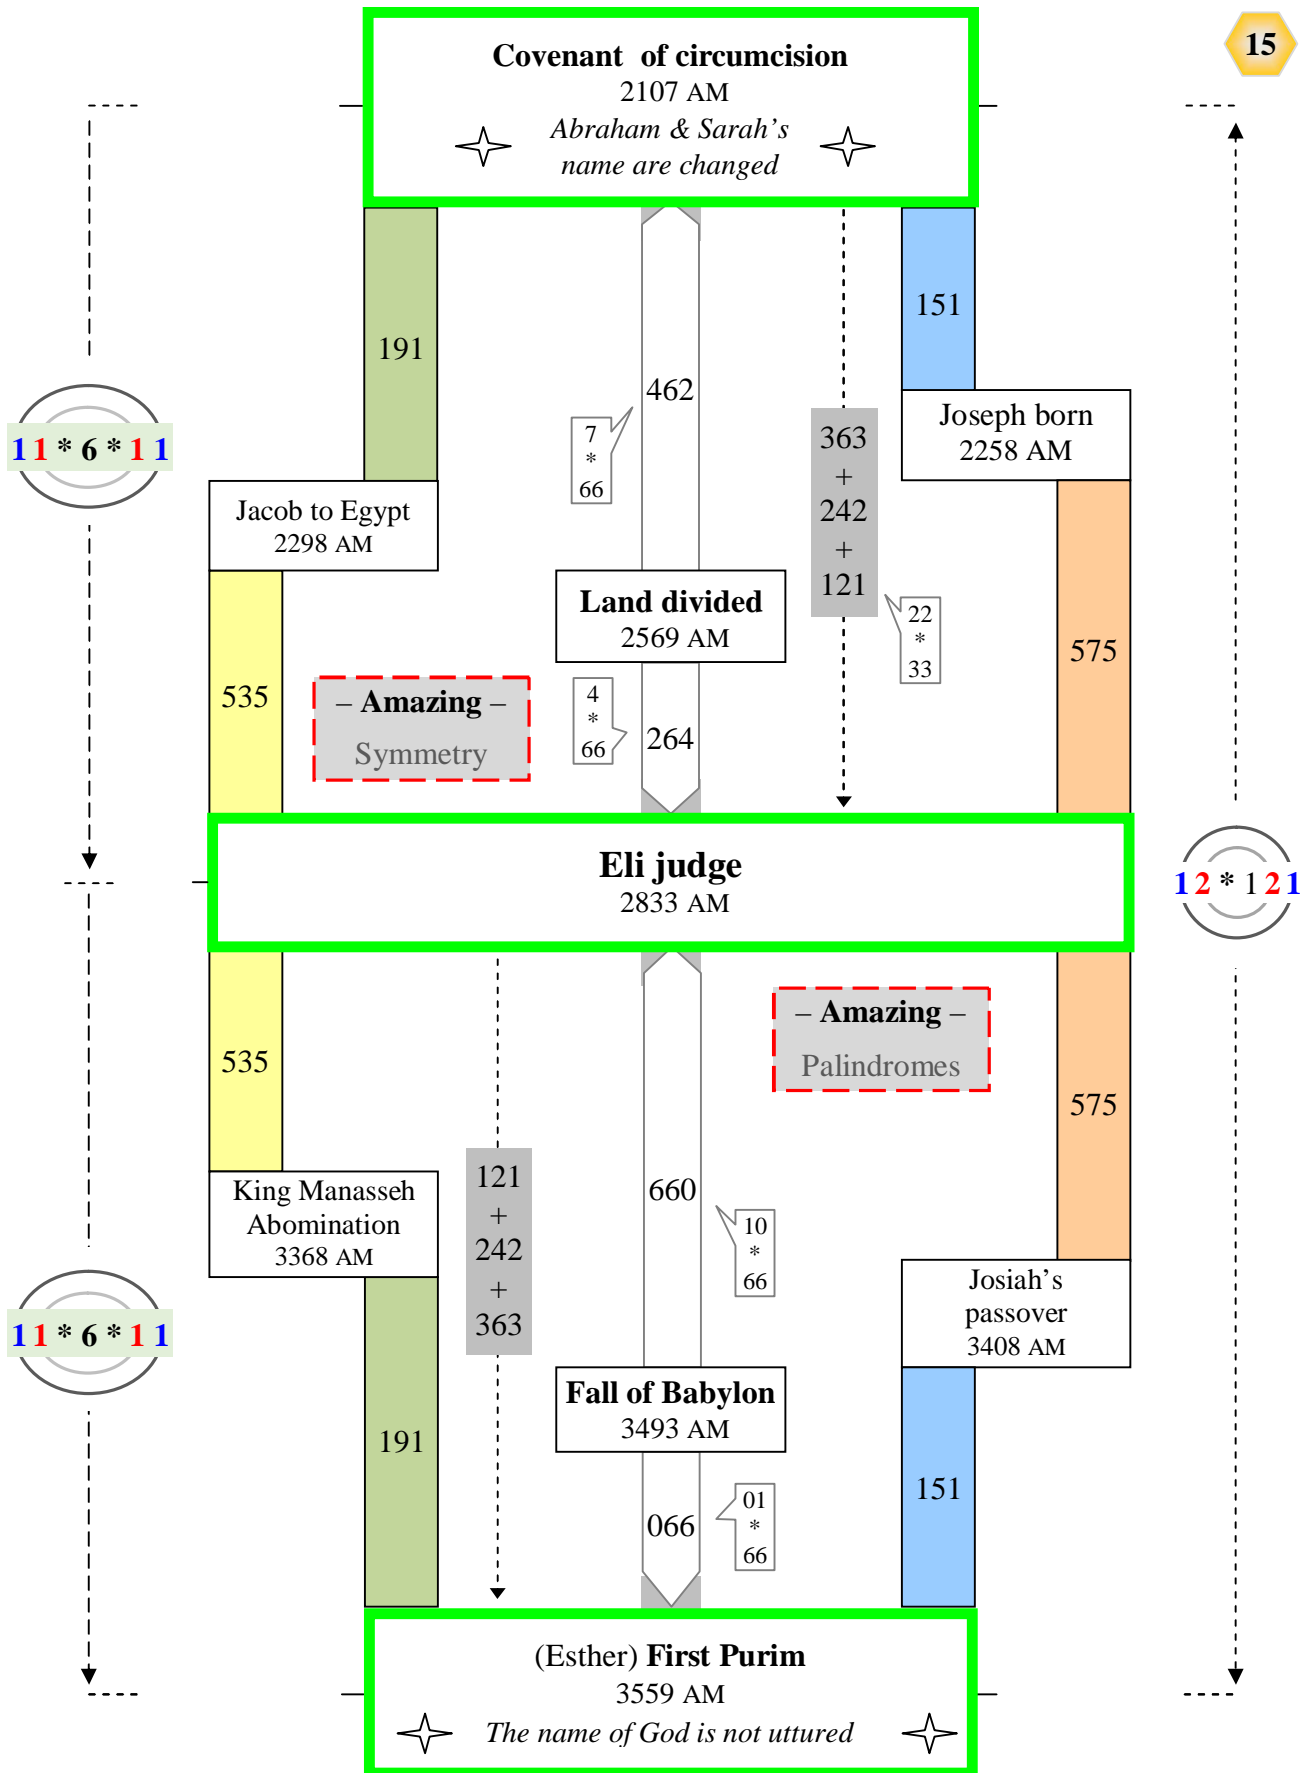 Covenant of circumcision
2107 AM
Abraham & Sarah's
name are changed
15
191
462
151
7
*
66
363
+
242
+
121
Joseph born
2258 AM
11 * 6 * 11
Jacob to Egypt
2298 AM
Land divided
2569 AM
22
*
33
575
535
– Amazing –
Symmetry
4
*
66
264
Eli judge
2833 AM
12 * 121
535
– Amazing –
Palindromes
575
121
+
242
+
363
660
10
*
66
King Manasseh
Abomination
3368 AM
Josiah's
passover
3408 AM
11 * 6 * 11
Fall of Babylon
3493 AM
191
151
066
01
*
66
(Esther) First Purim
3559 AM
The name of God is not uttured